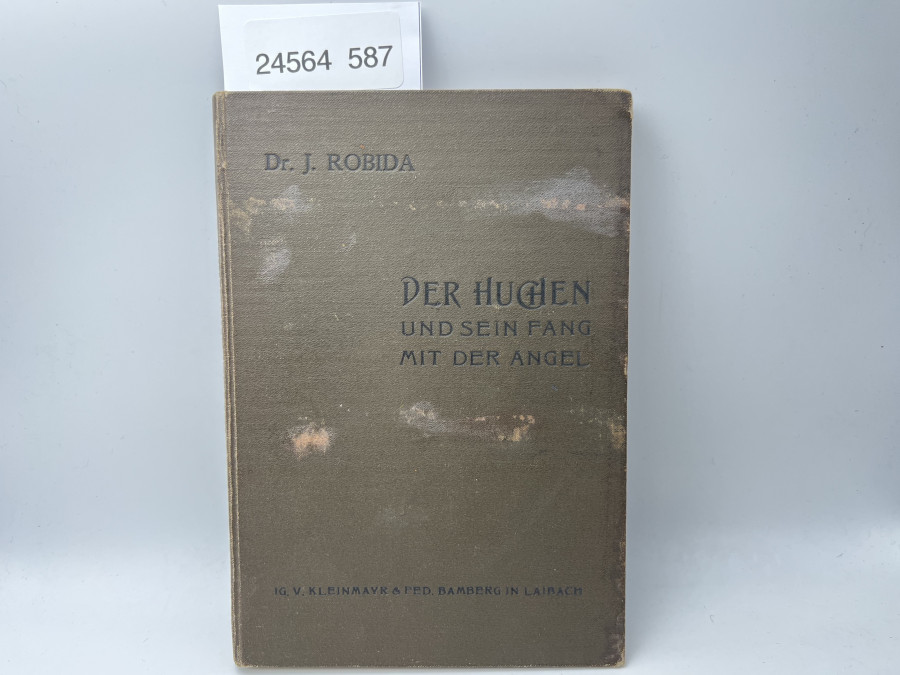 24564 587
Dr. J. ROBIDA
DER HUCHEN
UND SEIN FANG
MIT DER ANGEL
IG. V. KLEINMAYR & FED. BAMBERG IN LAIBACH